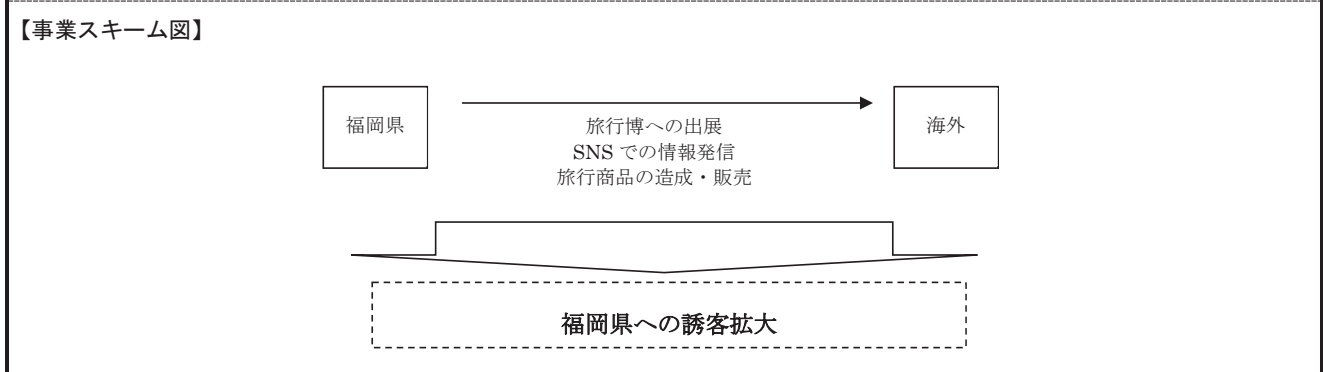 【事業スキーム図】
福岡県
旅行博への出展
SNS での情報発信
旅行商品の造成・販売
海外
福岡県への誘客拡大